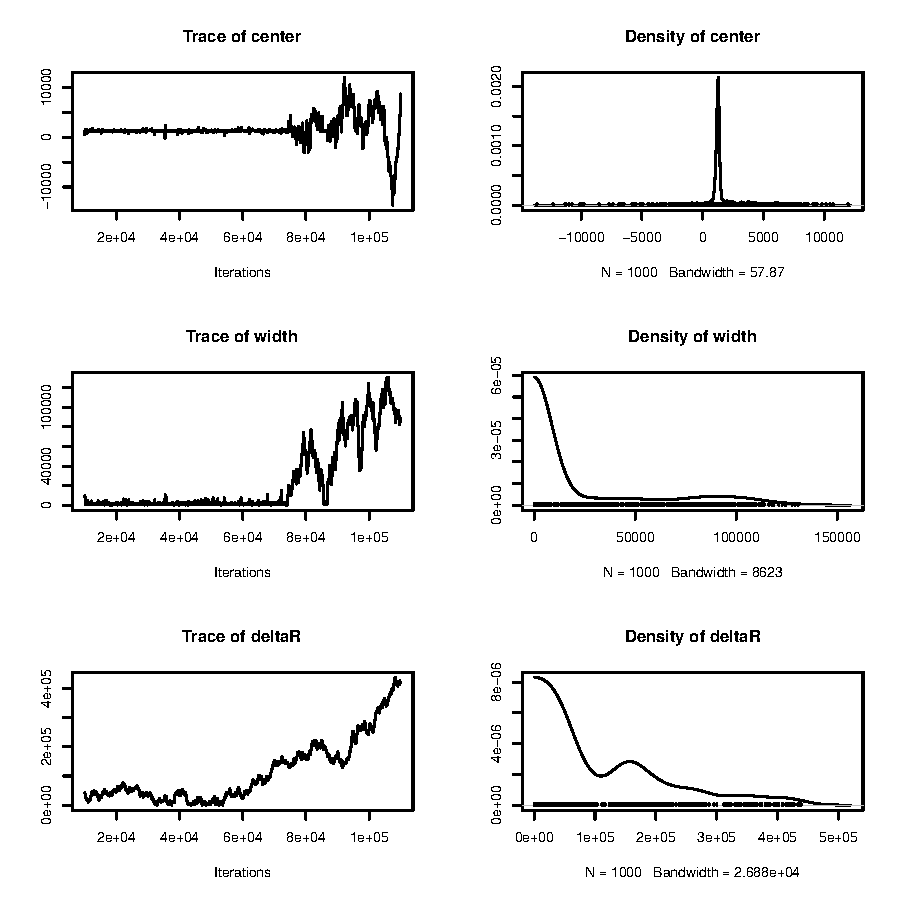 Trace of center
Density of center
−10000 0 10000
0.0000 0.0010 0.0020
2e+04 4e+04 6e+04 8e+04 1e+05
−10000 −5000 0 5000 10000
Iterations
N = 1000 Bandwidth = 57.87
Trace of width
Density of width
0 40000 100000
0e+00 3e−05 6e−05
2e+04 4e+04 6e+04 8e+04 1e+05
0 50000 100000 150000
Iterations
N = 1000 Bandwidth = 8623
Trace of deltaR
Density of deltaR
0e+00 2e+05 4e+05
0e+00 4e−06 8e−06
2e+04 4e+04 6e+04 8e+04 1e+05
0e+00 1e+05 2e+05 3e+05 4e+05 5e+05
Iterations
N = 1000 Bandwidth = 2.688e+04